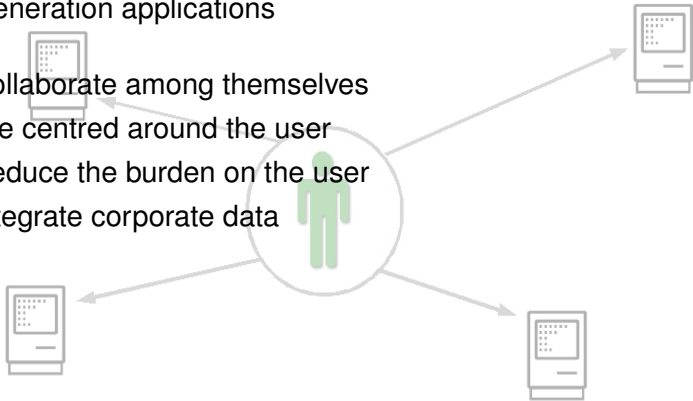 eneration applications
ollaborate among themselves
e centred around the user
educe the burden on the user
tegrate corporate data